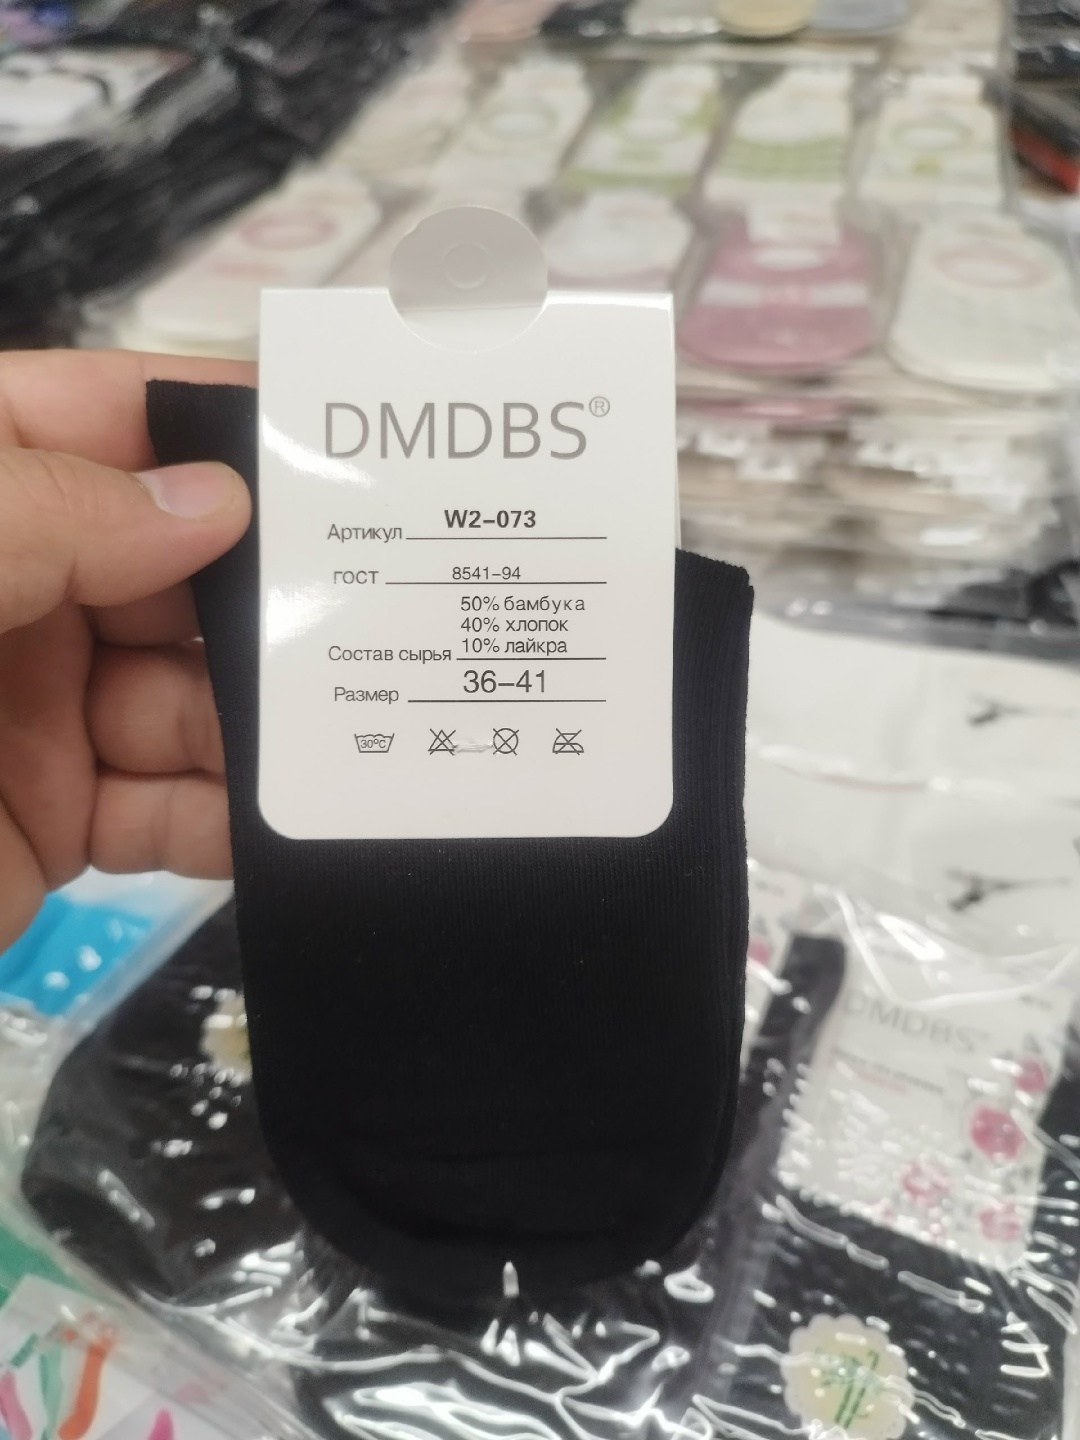 DMDBS®
Артикул W2-073
ГОСТ 8541-94
50% бамбука
40% хлопок
Состав сырья 10% лайкра
Размер 36-41
30°C
DMDBS